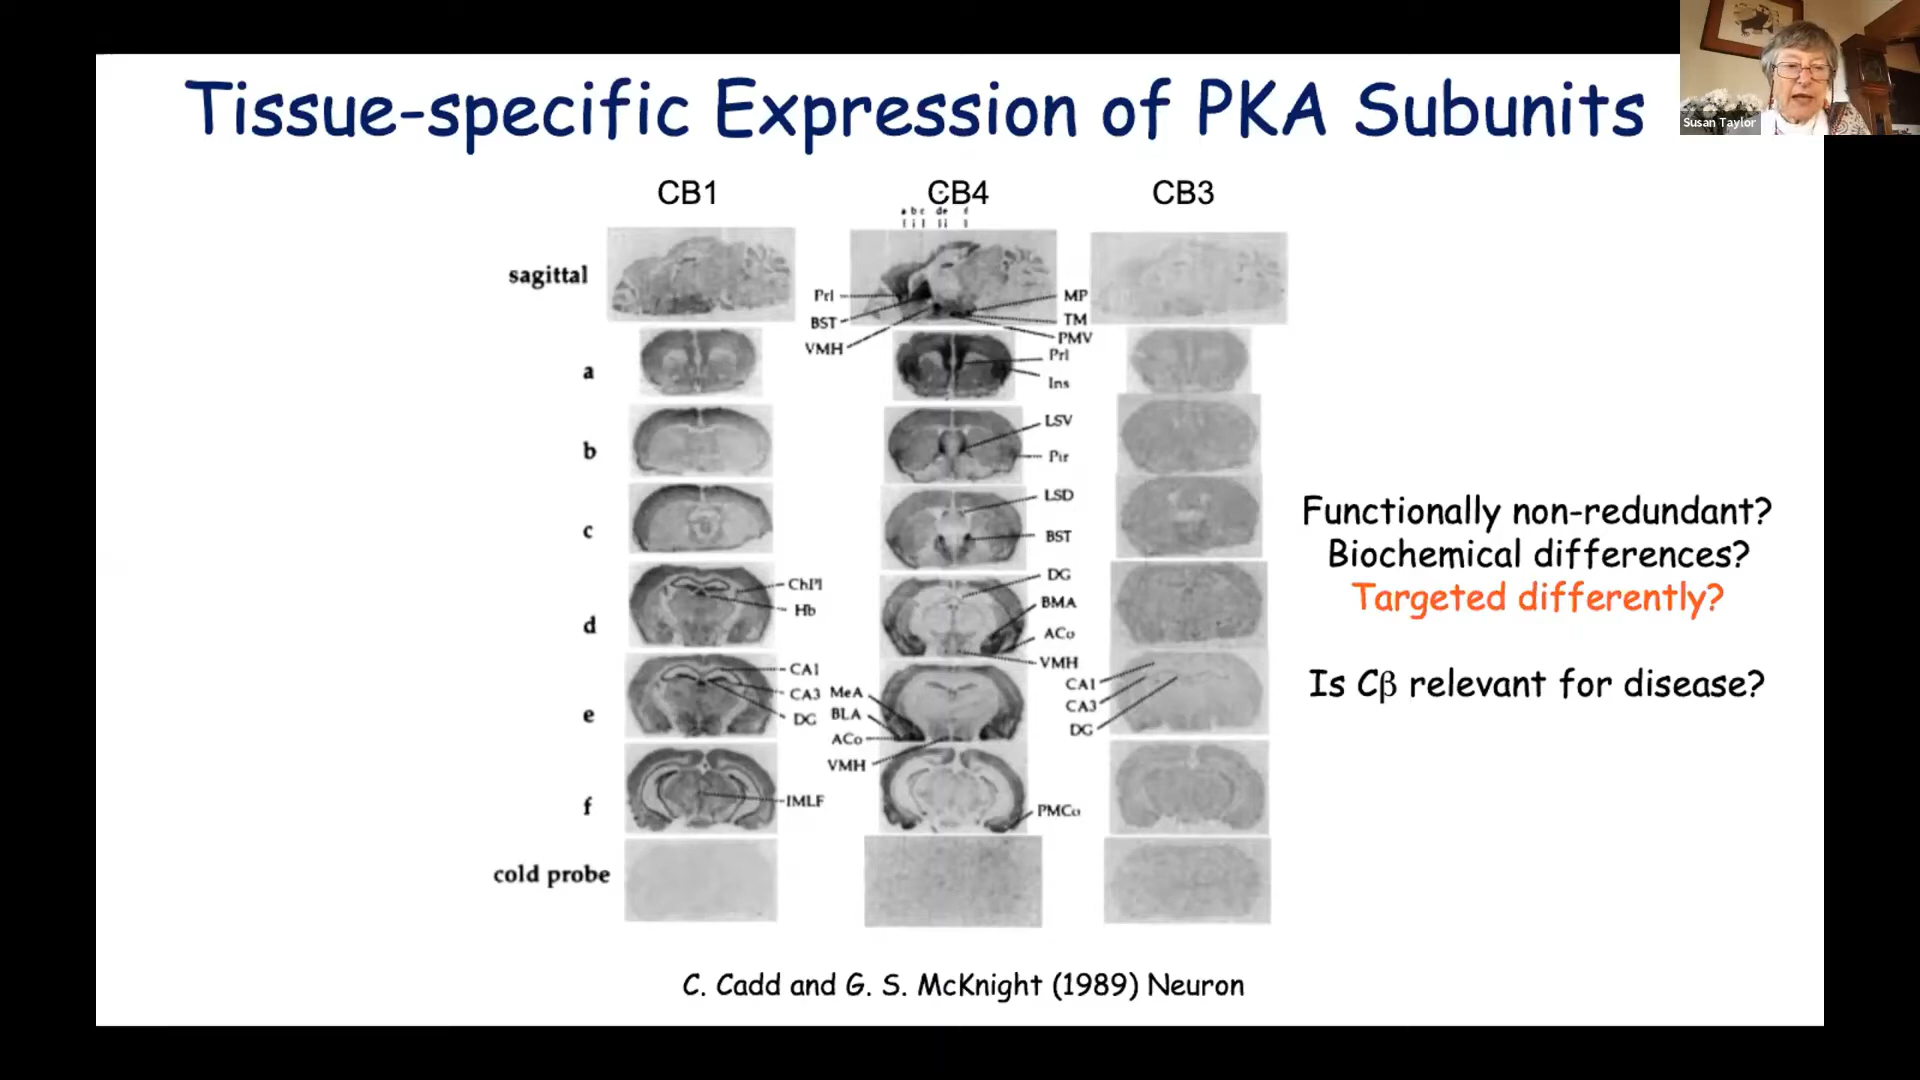 Tissue-specific Expression of PKA Subunits
Susan Taylor
CB1
CB4
CB3
a b c de f
sagittal
Prl
BST
VMH
MP
TM
PMV
a
Prl
Ins
b
LSV
Pir
c
LSD
BST
d
ChPl
Hb
DG
BMA
ACo
VMH
e
CA1
CA3
DG
MeA
BLA
ACo
VMH
CA1
CA3
DG
f
IMLF
PMCo
cold probe
Functionally non-redundant?
Biochemical differences?
Targeted differently?
Is Cβ relevant for disease?
C. Cadd and G. S. McKnight (1989) Neuron